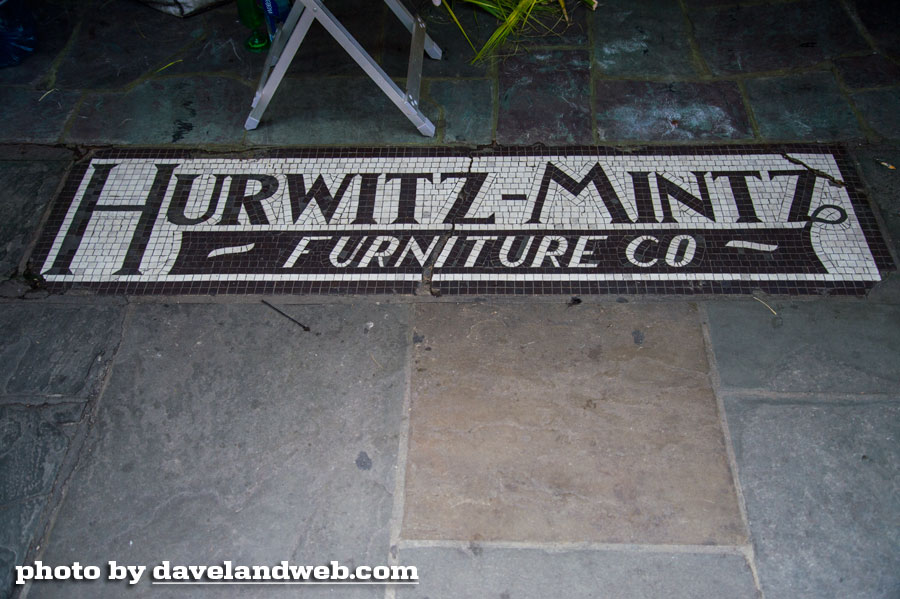 HURWITZ-MINTZ
- FURNITURE CO -
photo by davelandweb.com